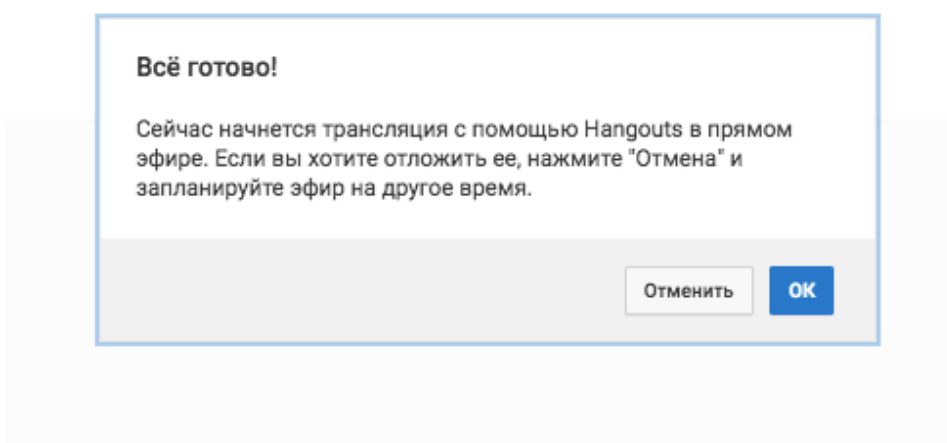 Всё готово!
Сейчас начнется трансляция с помощью Hangouts в прямом
эфире. Если вы хотите отложить ее, нажмите "Отмена" и
запланируйте эфир на другое время.
Отменить
ОК